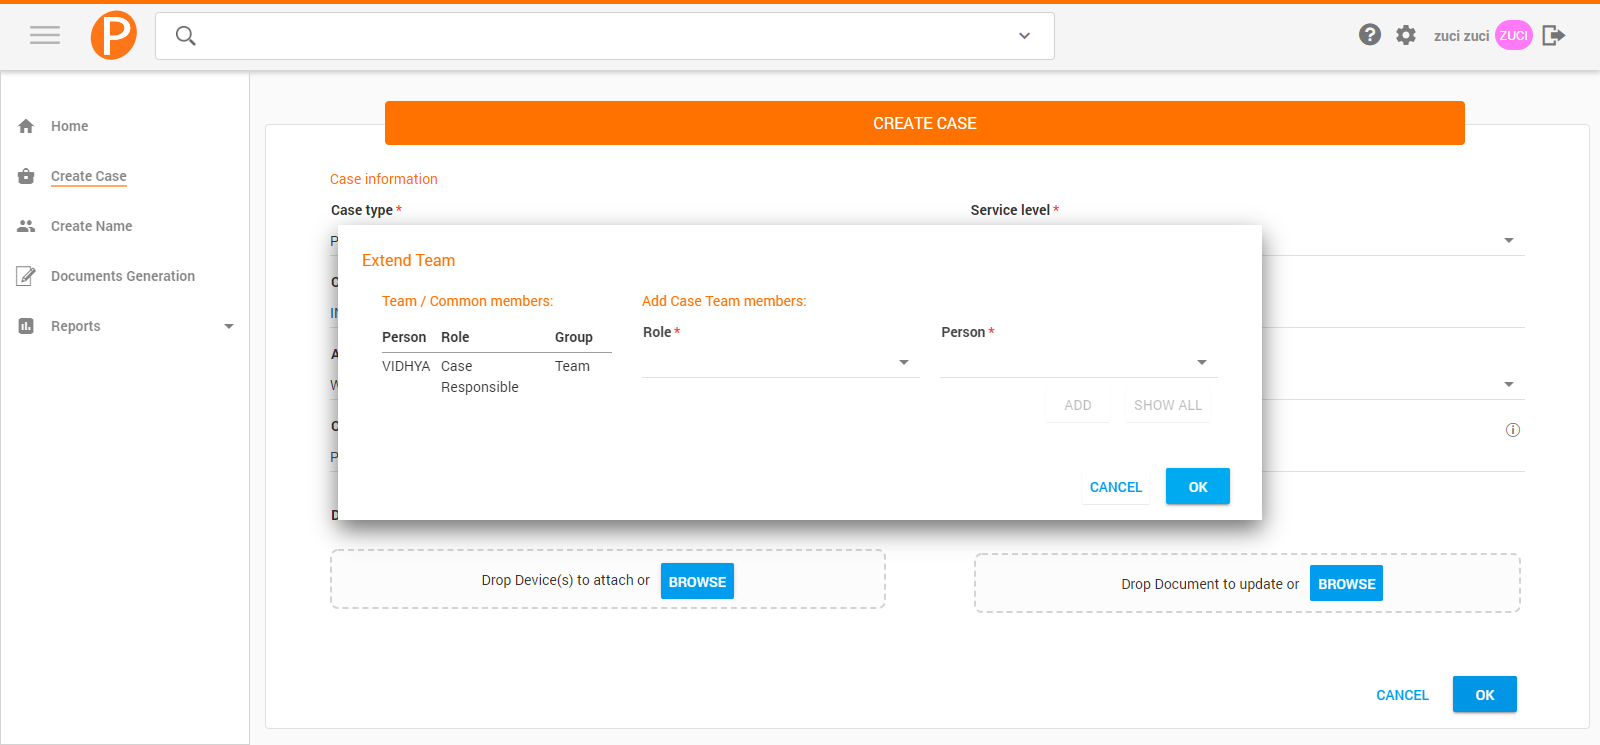 P
zuci zuci ZUCI
Home
Create Case
Create Name
Documents Generation
Reports
CREATE CASE
Case information
Case type *
Service level *
P
Extend Team
Team / Common members:
Add Case Team members:
Person Role Group
VIDHYA Case Responsible Team
Role *
Person *
ADD
SHOW ALL
CANCEL
OK
Drop Device(s) to attach or BROWSE
Drop Document to update or BROWSE
CANCEL
OK